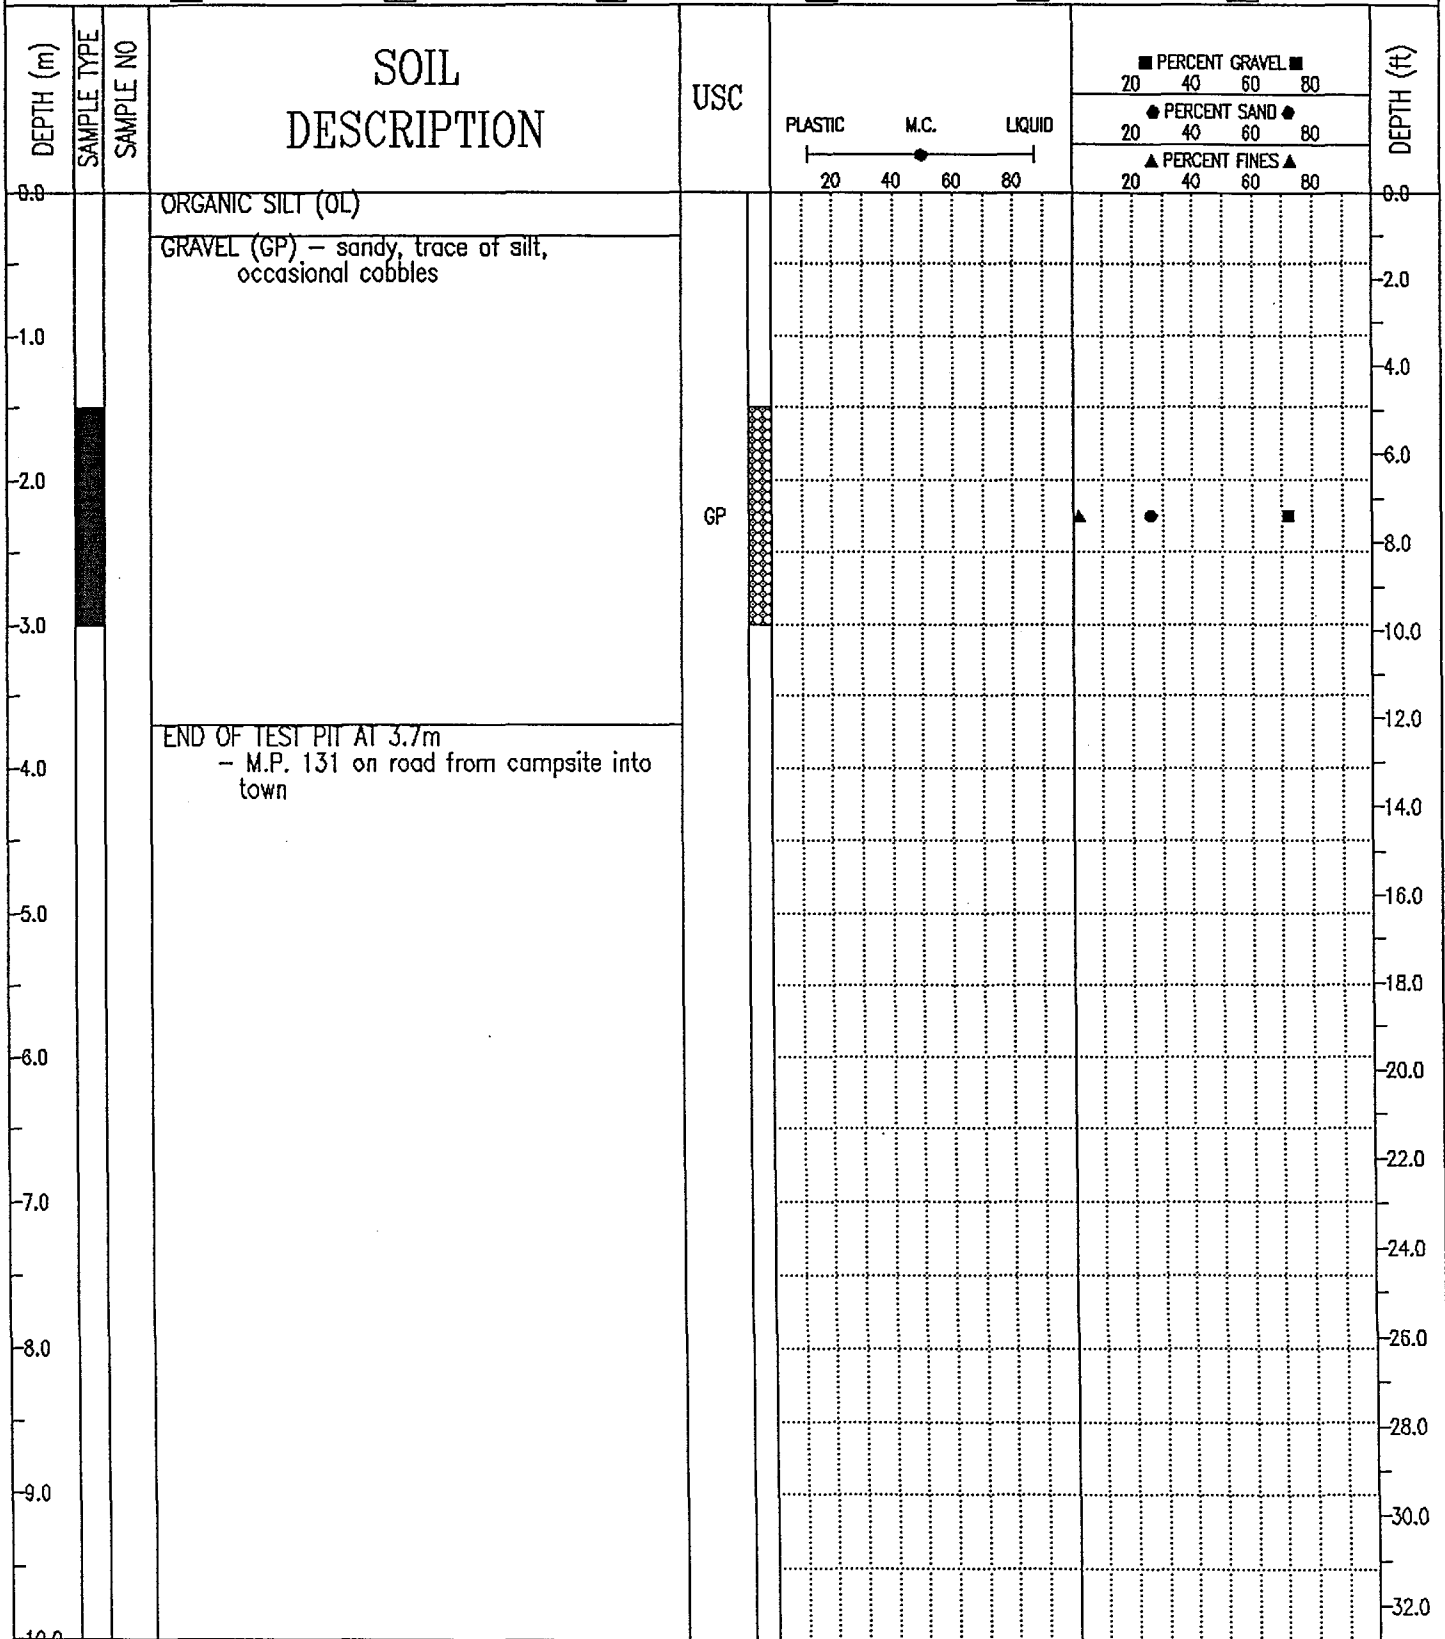 DEPTH (m)
SAMPLE TYPE
SAMPLE NO
SOIL
DESCRIPTION
USC
PLASTIC M.C. LIQUID
20 40 60 80
■ PERCENT GRAVEL ■
20 40 60 80
● PERCENT SAND ●
20 40 60 80
▲ PERCENT FINES ▲
20 40 60 80
DEPTH (ft)
0.0
1.0
2.0
3.0
4.0
5.0
6.0
7.0
8.0
9.0
10.0
ORGANIC SILT (OL)
GRAVEL (GP) – sandy, trace of silt,
occasional cobbles
END OF TEST PIT AT 3.7m
– M.P. 131 on road from campsite into
town
GP
0.0
2.0
4.0
6.0
8.0
10.0
12.0
14.0
16.0
18.0
20.0
22.0
24.0
26.0
28.0
30.0
32.0